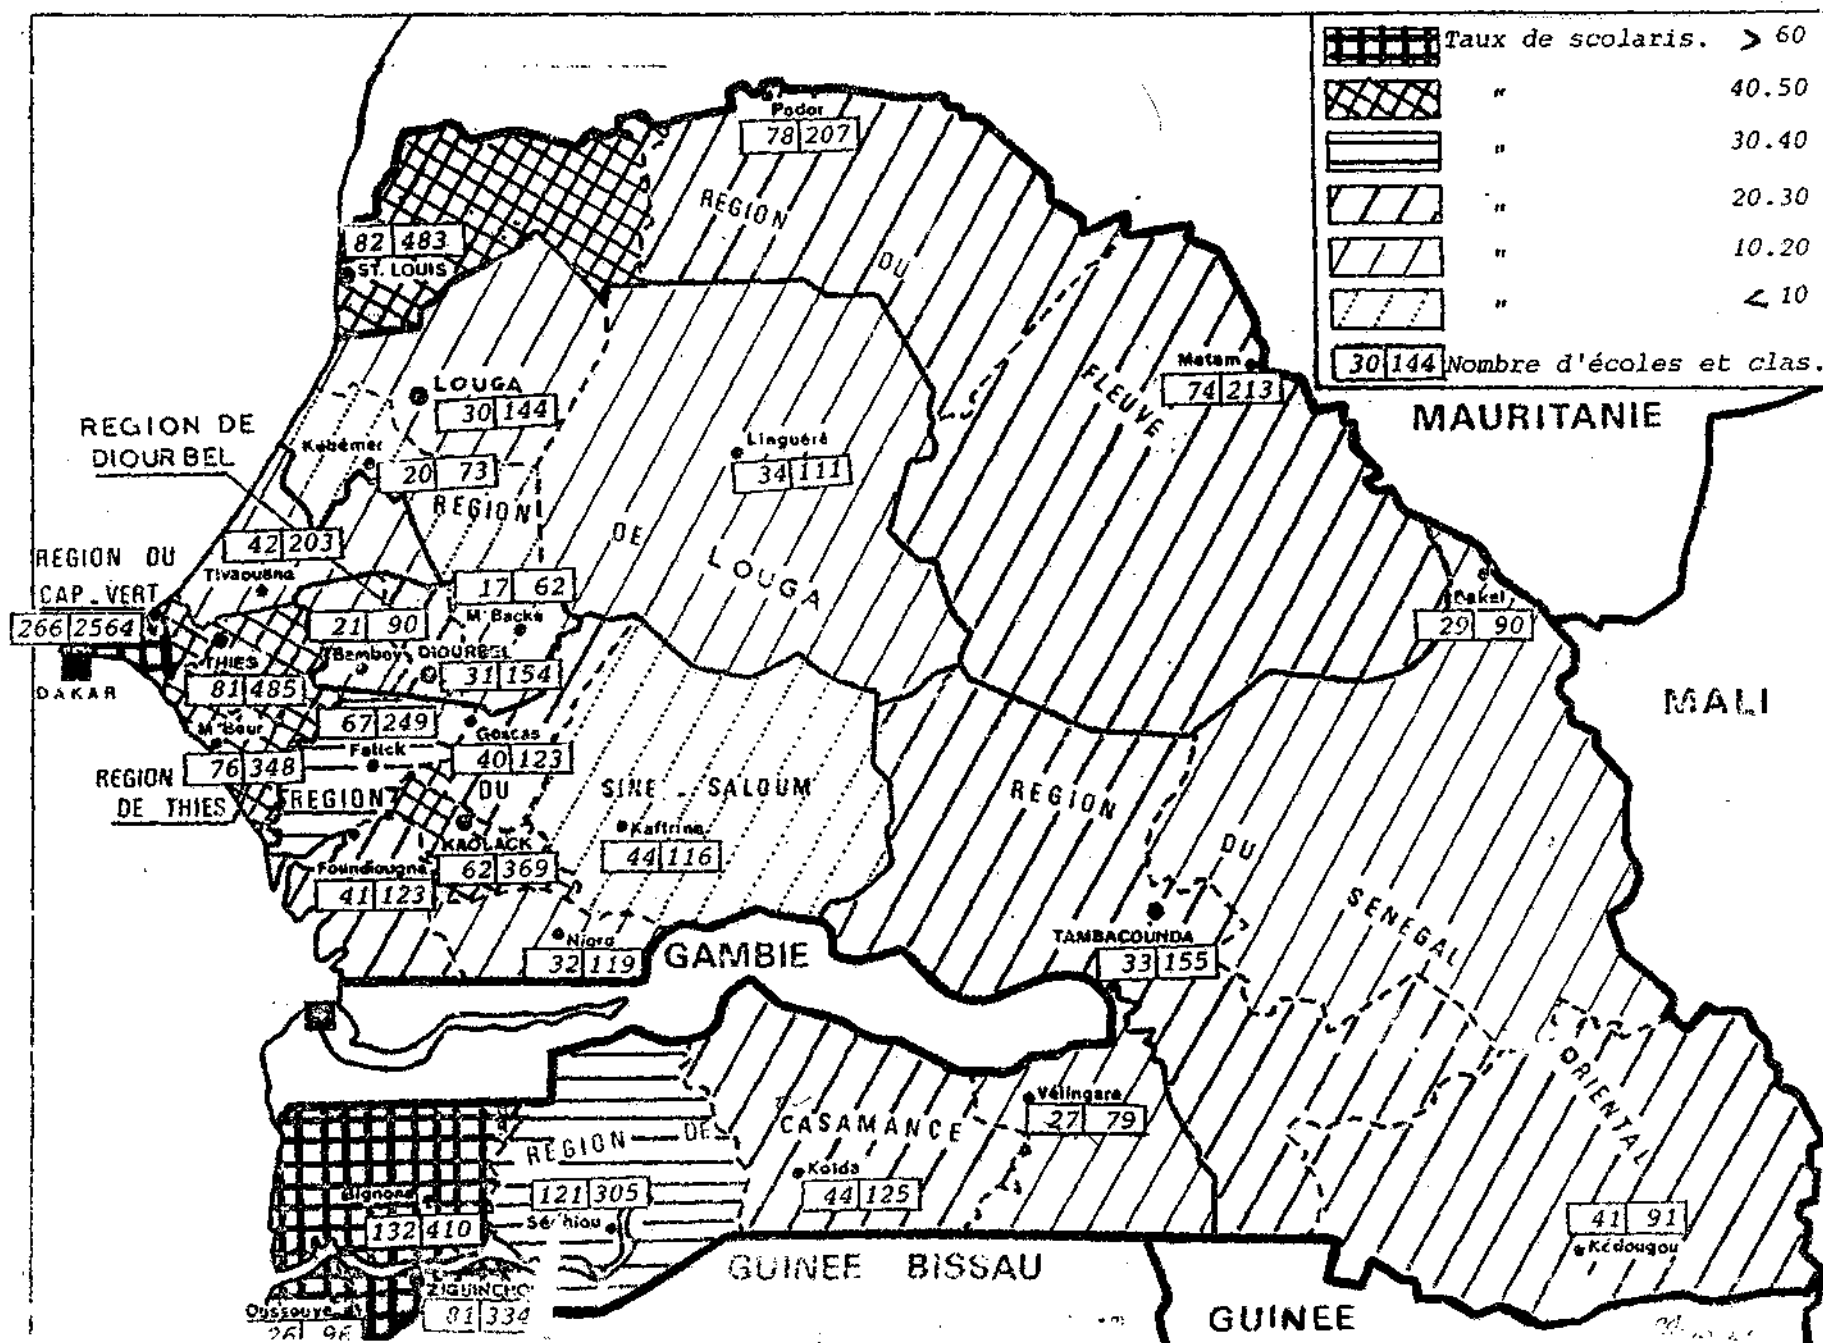 Taux de scolaris. > 60
" 40.50
" 30.40
" 20.30
" 10.20
" < 10
30 144 Nombre d'écoles et clas.
Podor
78 207
REGION
DU
FLEUVE
82 483
ST. LOUIS
Matam
74 213
MAURITANIE
LOUGA
30 144
REGION DE
DIOURBEL
Kébémer
20 73
Linguéré
34 111
REGION
DE
LOUGA
42 203
Tivaouane
REGION DU
CAP-VERT
266 2564
DAKAR
17 62
M'Backé
21 90
Bambey
DIOURBEL
31 154
THIES
81 485
Bakel
29 90
MALI
67 249
Fatick
M'Bour
76 348
Gossas
40 123
REGION
DE THIES
REGION
DU
SINE-SALOUM
KAOLACK
62 369
Kaffrine
44 116
Foundiougne
41 123
Nioro
32 119
GAMBIE
REGION
DU
SENEGAL
ORIENTAL
TAMBACOUNDA
33 155
Vélingara
27 79
REGION DE
CASAMANCE
Kolda
44 125
121 305
Bignona
132 410
ZIGUINCHO
81 334
Oussouye
26 96
41 91
Kédougou
GUINEE BISSAU
GUINEE